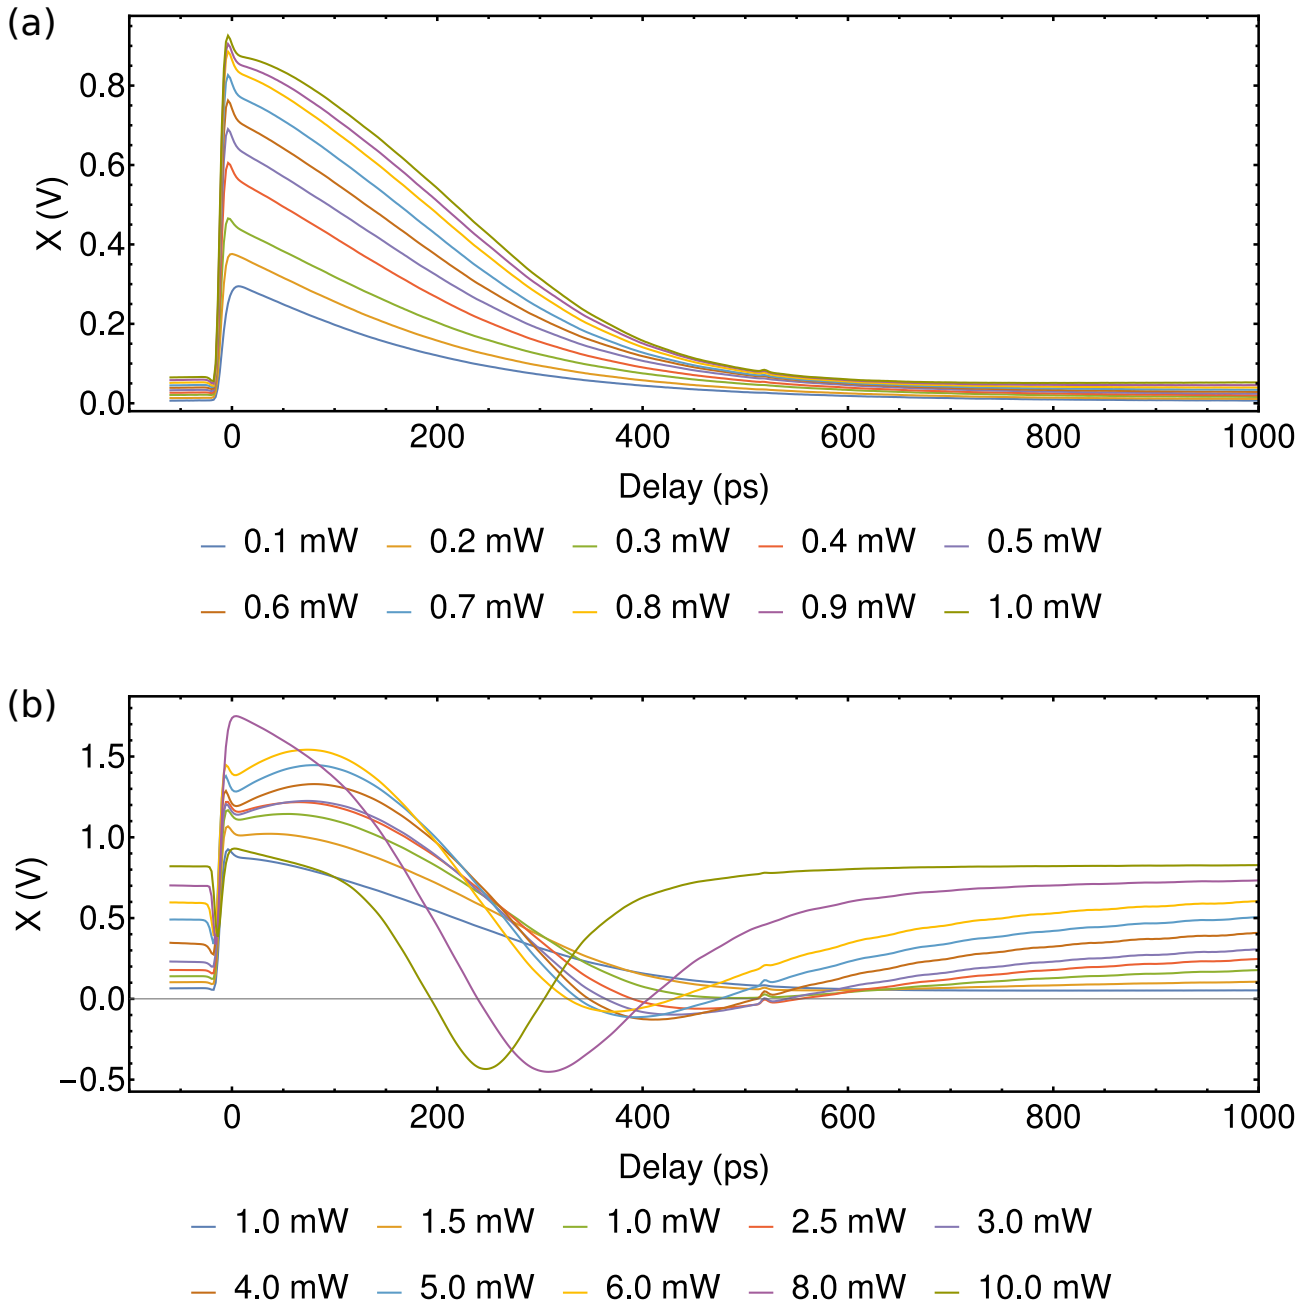 (a)
X (V)
0.8
0.6
0.4
0.2
0.0
0 200 400 600 800 1000
Delay (ps)
0.1 mW 0.2 mW 0.3 mW 0.4 mW 0.5 mW
0.6 mW 0.7 mW 0.8 mW 0.9 mW 1.0 mW
(b)
X (V)
1.5
1.0
0.5
0.0
−0.5
0 200 400 600 800 1000
Delay (ps)
1.0 mW 1.5 mW 1.0 mW 2.5 mW 3.0 mW
4.0 mW 5.0 mW 6.0 mW 8.0 mW 10.0 mW